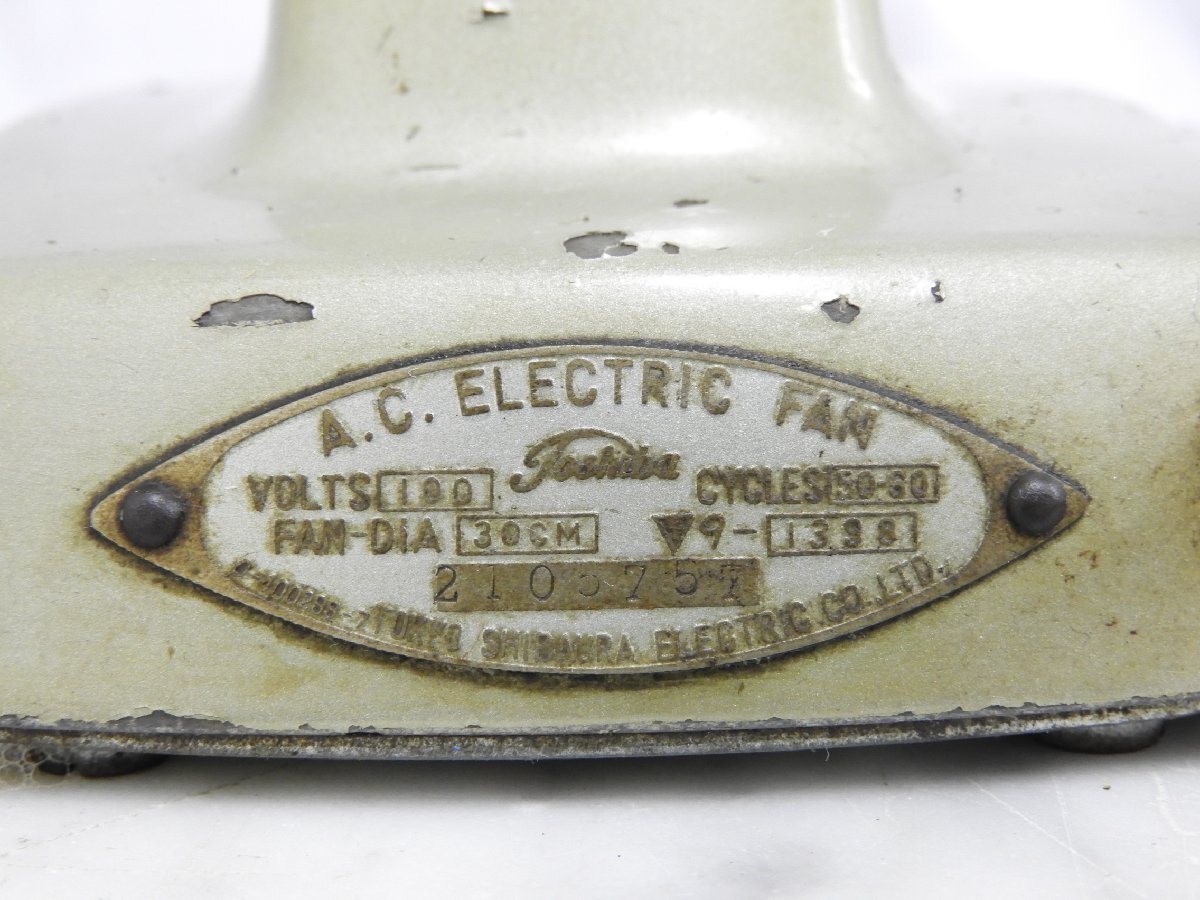 A.C. ELECTRIC FAN
Toshiba
VOLTS 100 CYCLES 50-60
FAN-DIA 30CM ▼9-1398
TOKYO SHIBAURA ELECTRIC CO.,LTD.